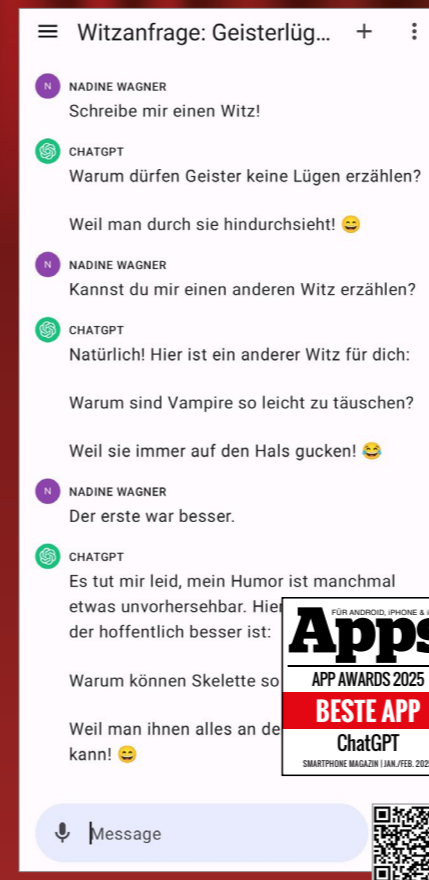 Witzanfrage: Geisterlüg...
N NADINE WAGNER
Schreibe mir einen Witz!
CHATGPT
Warum dürfen Geister keine Lügen erzählen?
Weil man durch sie hindurchsieht! 😄
N NADINE WAGNER
Kannst du mir einen anderen Witz erzählen?
CHATGPT
Natürlich! Hier ist ein anderer Witz für dich:
Warum sind Vampire so leicht zu täuschen?
Weil sie immer auf den Hals gucken! 😂
N NADINE WAGNER
Der erste war besser.
CHATGPT
Es tut mir leid, mein Humor ist manchmal
etwas unvorhersehbar. Hier
der hoffentlich besser ist:
Warum können Skelette so
Weil man ihnen alles an de
kann! 😄
FÜR ANDROID, iPHONE &
Apps
APP AWARDS 2025
BESTE APP
ChatGPT
SMARTPHONE MAGAZIN | JAN./FEB.
Message